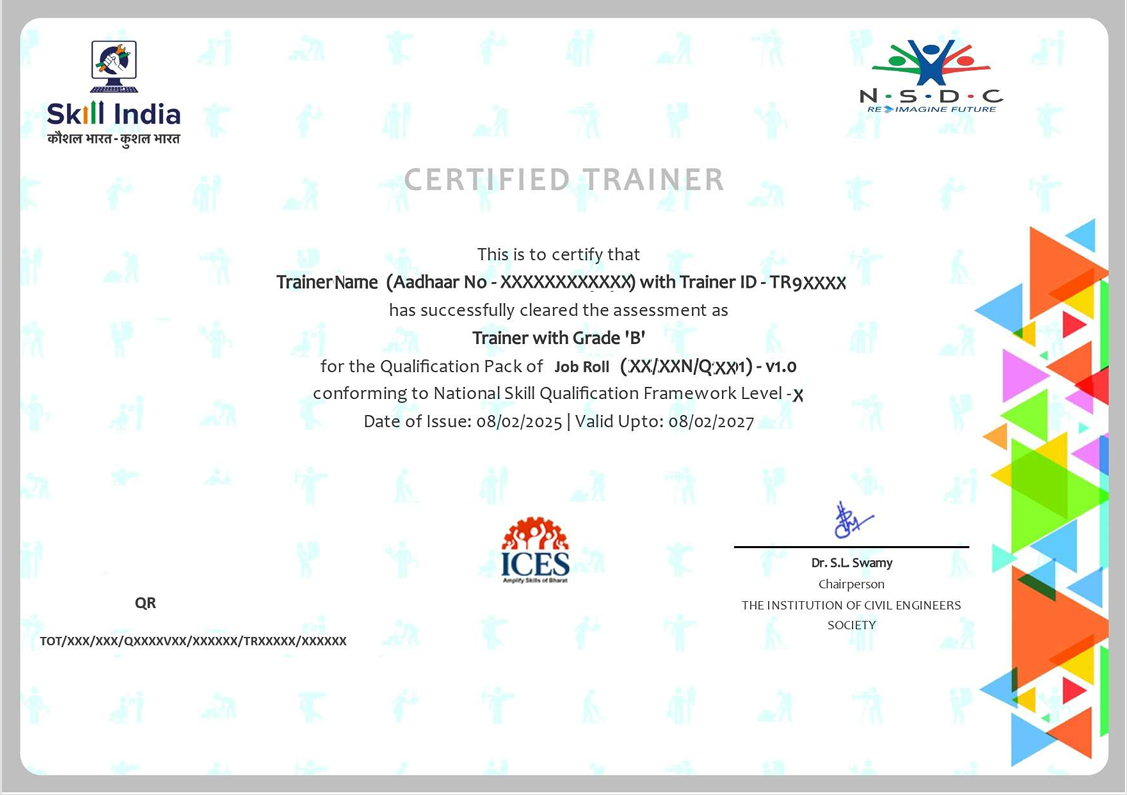 Skill India
कौशल भारत - कुशल भारत
N·S·D·C
RE IMAGINE FUTURE
CERTIFIED TRAINER
This is to certify that
Trainer Name (Aadhaar No - XXXXXXXXXXXX) with Trainer ID - TR9XXXX
has successfully cleared the assessment as
Trainer with Grade 'B'
for the Qualification Pack of Job Roll (XX/XXN/QXX1) - v1.0
conforming to National Skill Qualification Framework Level - X
Date of Issue: 08/02/2025 | Valid Upto: 08/02/2027
ICES
Amplify Skills of Bharat
Dr. S.L. Swamy
Chairperson
THE INSTITUTION OF CIVIL ENGINEERS
SOCIETY
QR
TOT/XXX/XXX/QXXXXVXX/XXXXXX/TRXXXXX/XXXXXX